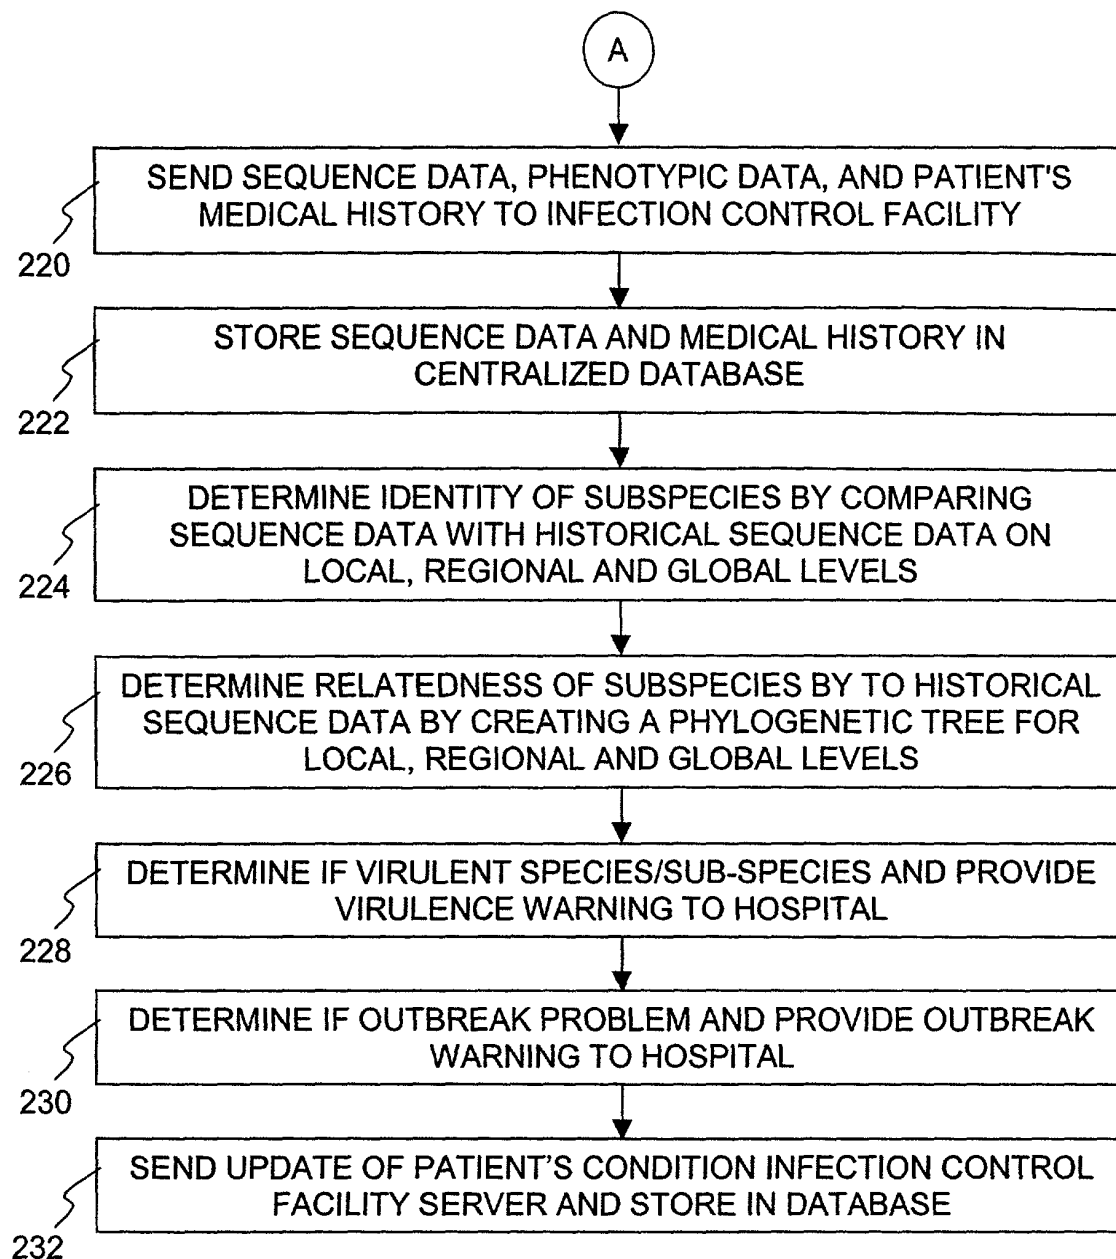 A
SEND SEQUENCE DATA, PHENOTYPIC DATA, AND PATIENT'S
MEDICAL HISTORY TO INFECTION CONTROL FACILITY
220
STORE SEQUENCE DATA AND MEDICAL HISTORY IN
CENTRALIZED DATABASE
222
DETERMINE IDENTITY OF SUBSPECIES BY COMPARING
SEQUENCE DATA WITH HISTORICAL SEQUENCE DATA ON
LOCAL, REGIONAL AND GLOBAL LEVELS
224
DETERMINE RELATEDNESS OF SUBSPECIES BY TO HISTORICAL
SEQUENCE DATA BY CREATING A PHYLOGENETIC TREE FOR
LOCAL, REGIONAL AND GLOBAL LEVELS
226
DETERMINE IF VIRULENT SPECIES/SUB-SPECIES AND PROVIDE
VIRULENCE WARNING TO HOSPITAL
228
DETERMINE IF OUTBREAK PROBLEM AND PROVIDE OUTBREAK
WARNING TO HOSPITAL
230
SEND UPDATE OF PATIENT’S CONDITION INFECTION CONTROL
FACILITY SERVER AND STORE IN DATABASE
232